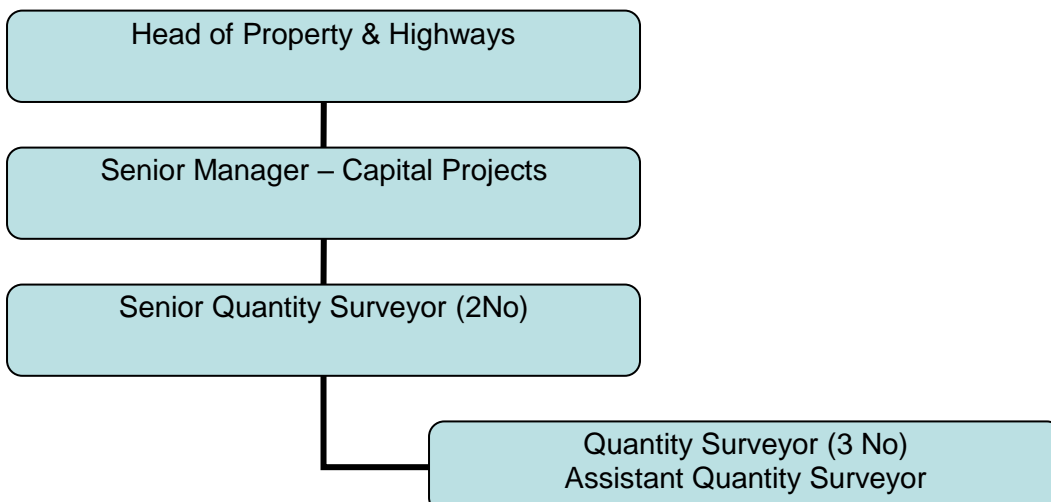 Head of Property & Highways
Senior Manager – Capital Projects
Senior Quantity Surveyor (2No)
Quantity Surveyor (3 No)
Assistant Quantity Surveyor